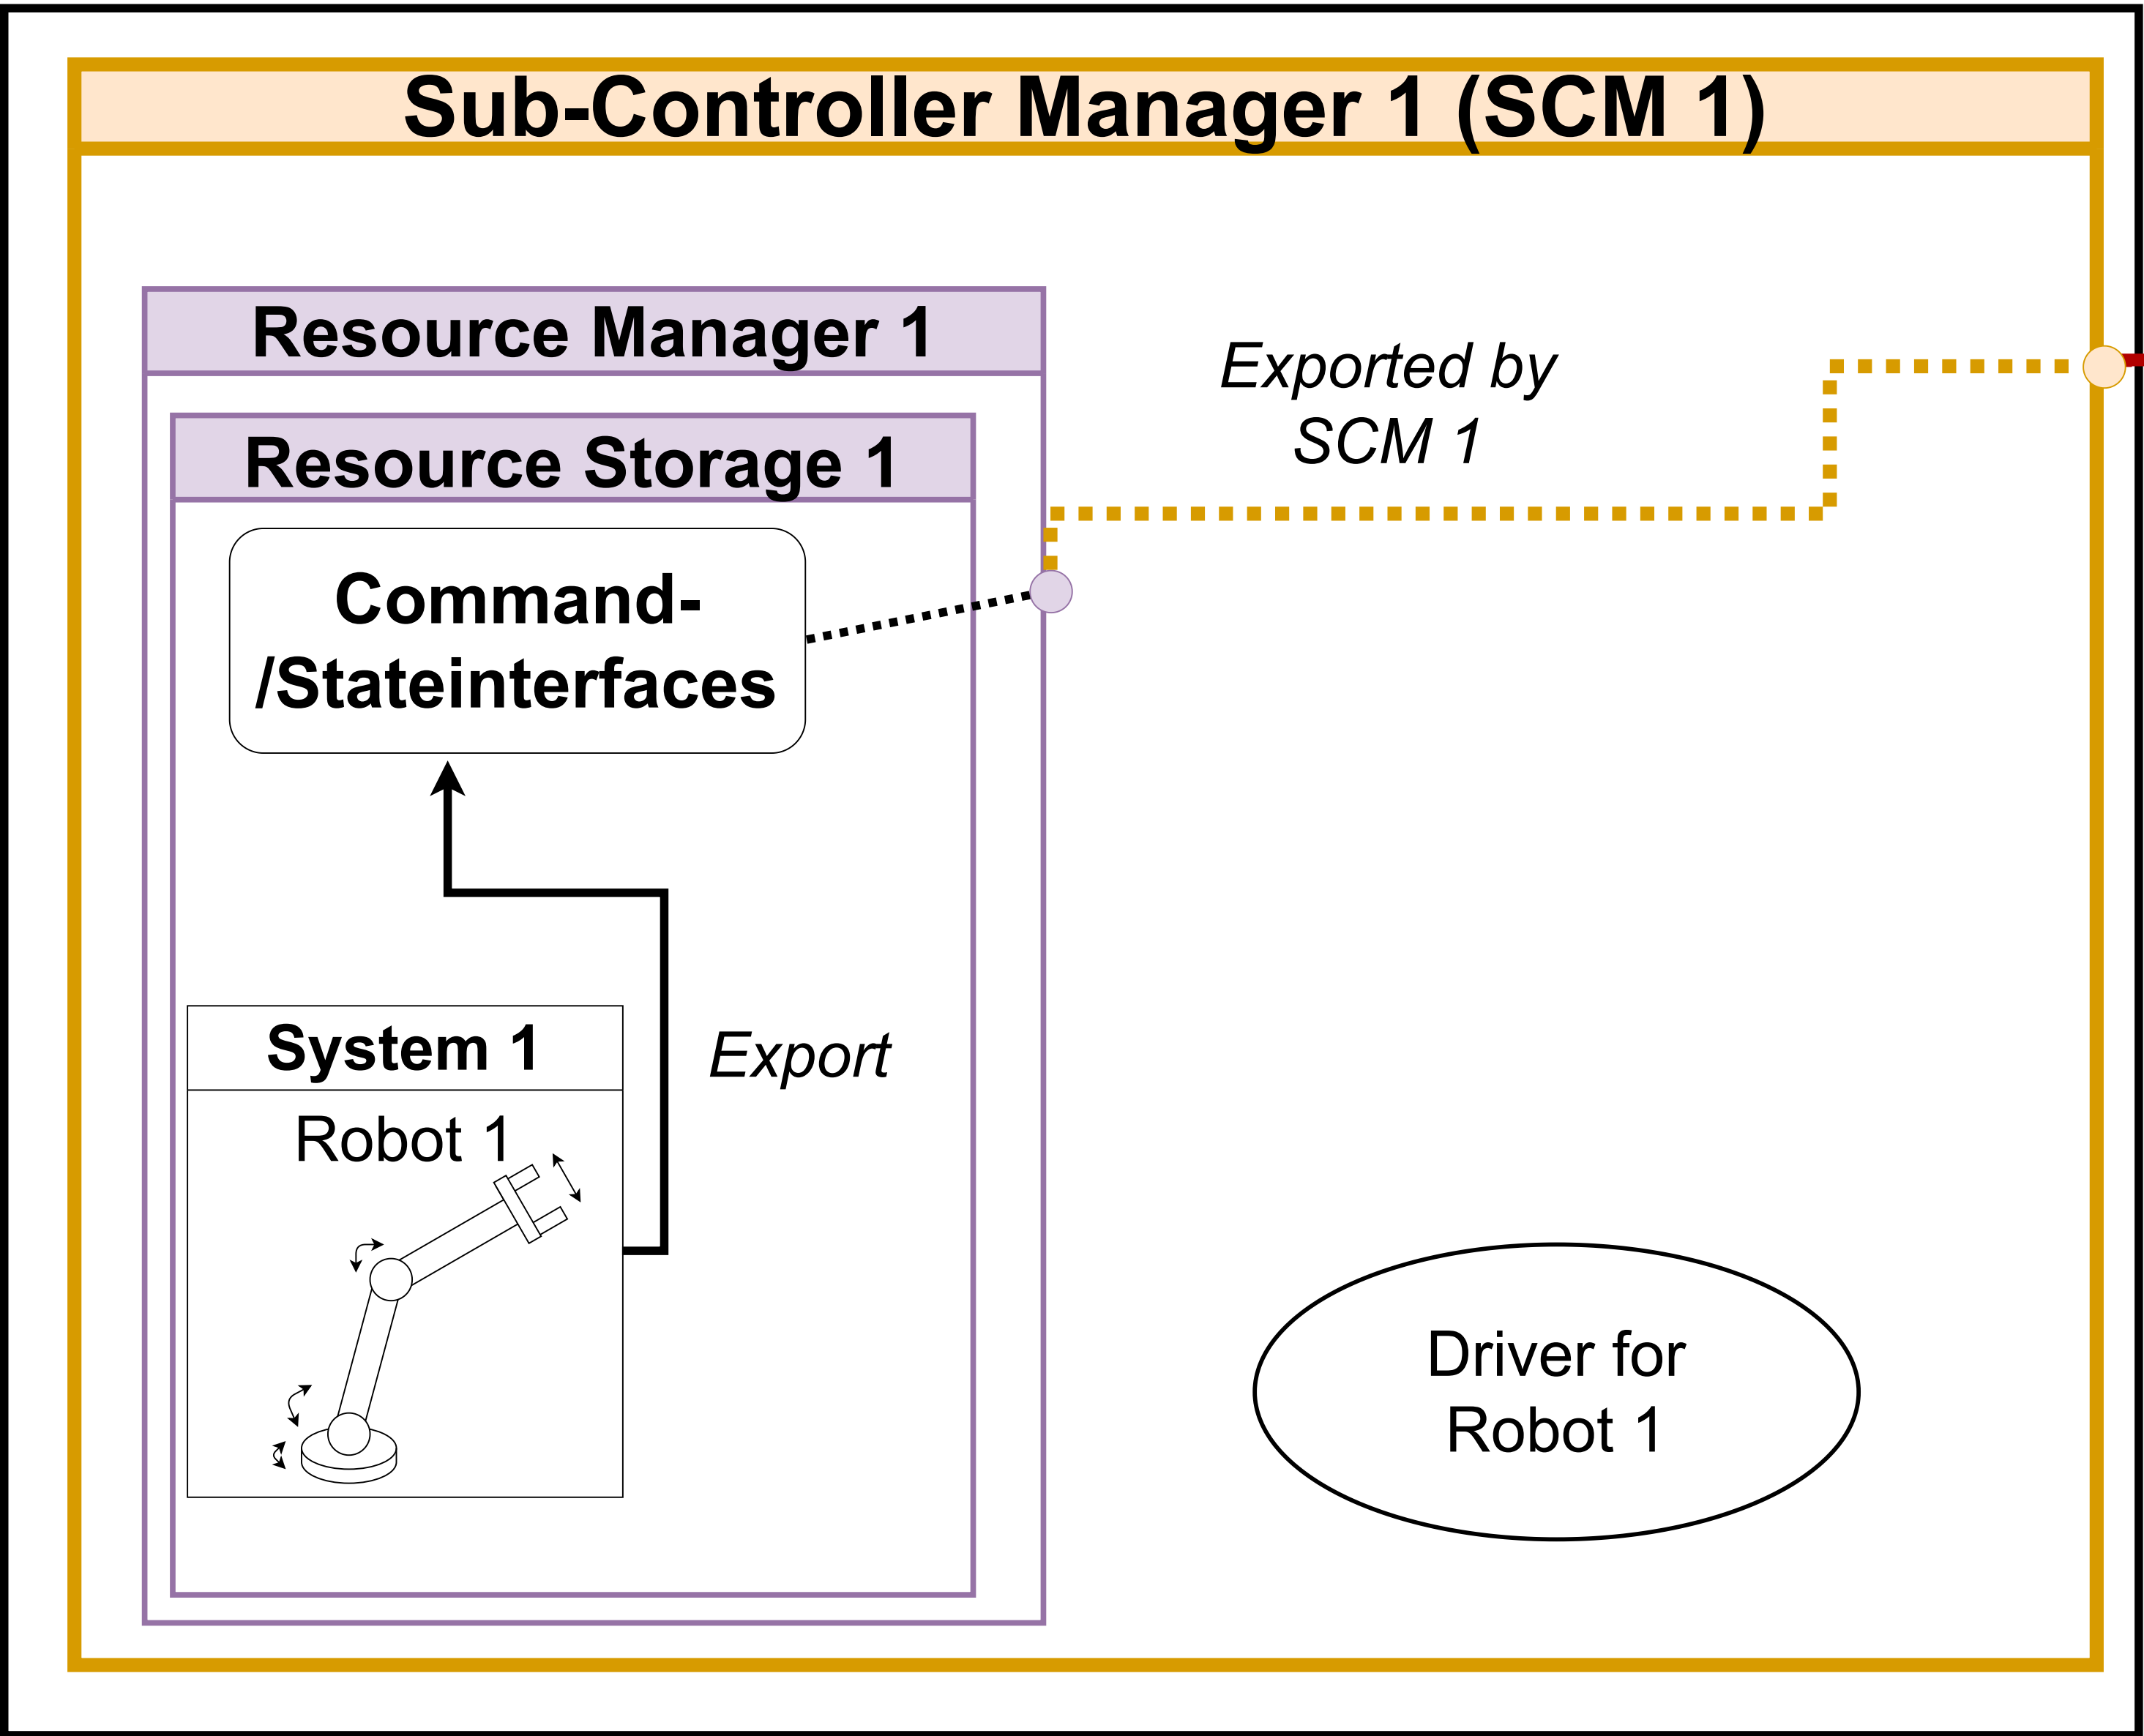 Sub-Controller Manager 1 (SCM 1)
Resource Manager 1
Exported by
SCM 1
Resource Storage 1
Command-
/Stateinterfaces
System 1
Export
Robot 1
Driver for
Robot 1